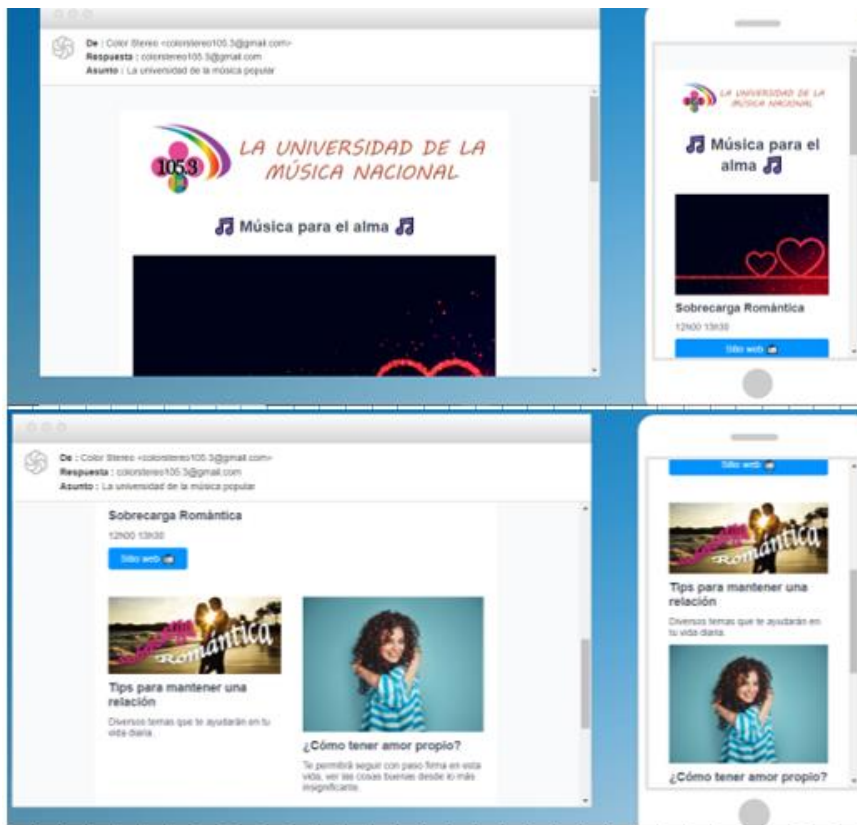 De : Color Stereo <colorstereo105.3@gmail.com>
Respuesta : colorstereo105.3@gmail.com
Asunto : La universidad de la música popular
105.3
LA UNIVERSIDAD DE LA
MÚSICA NACIONAL
Música para el alma
LA UNIVERSIDAD DE LA
MÚSICA NACIONAL
Música para el
alma
Sobrecarga Romántica
12h00 13h30
Sitio web
De : Color Stereo <colorstereo105.3@gmail.com>
Respuesta : colorstereo105.3@gmail.com
Asunto : La universidad de la música popular
Sobrecarga Romántica
12h00 13h30
Sitio web
Romántica
Tips para mantener una
relación
Diversos temas que te ayudarán en tu
vida diaria.
¿Cómo tener amor propio?
Te permitirá seguir con paso firma en esta
vida, ver las cosas buenas desde lo más
insignificante.
Sitio web
Romántica
Tips para mantener una
relación
Diversos temas que te ayudarán en
tu vida diaria.
¿Cómo tener amor propio?